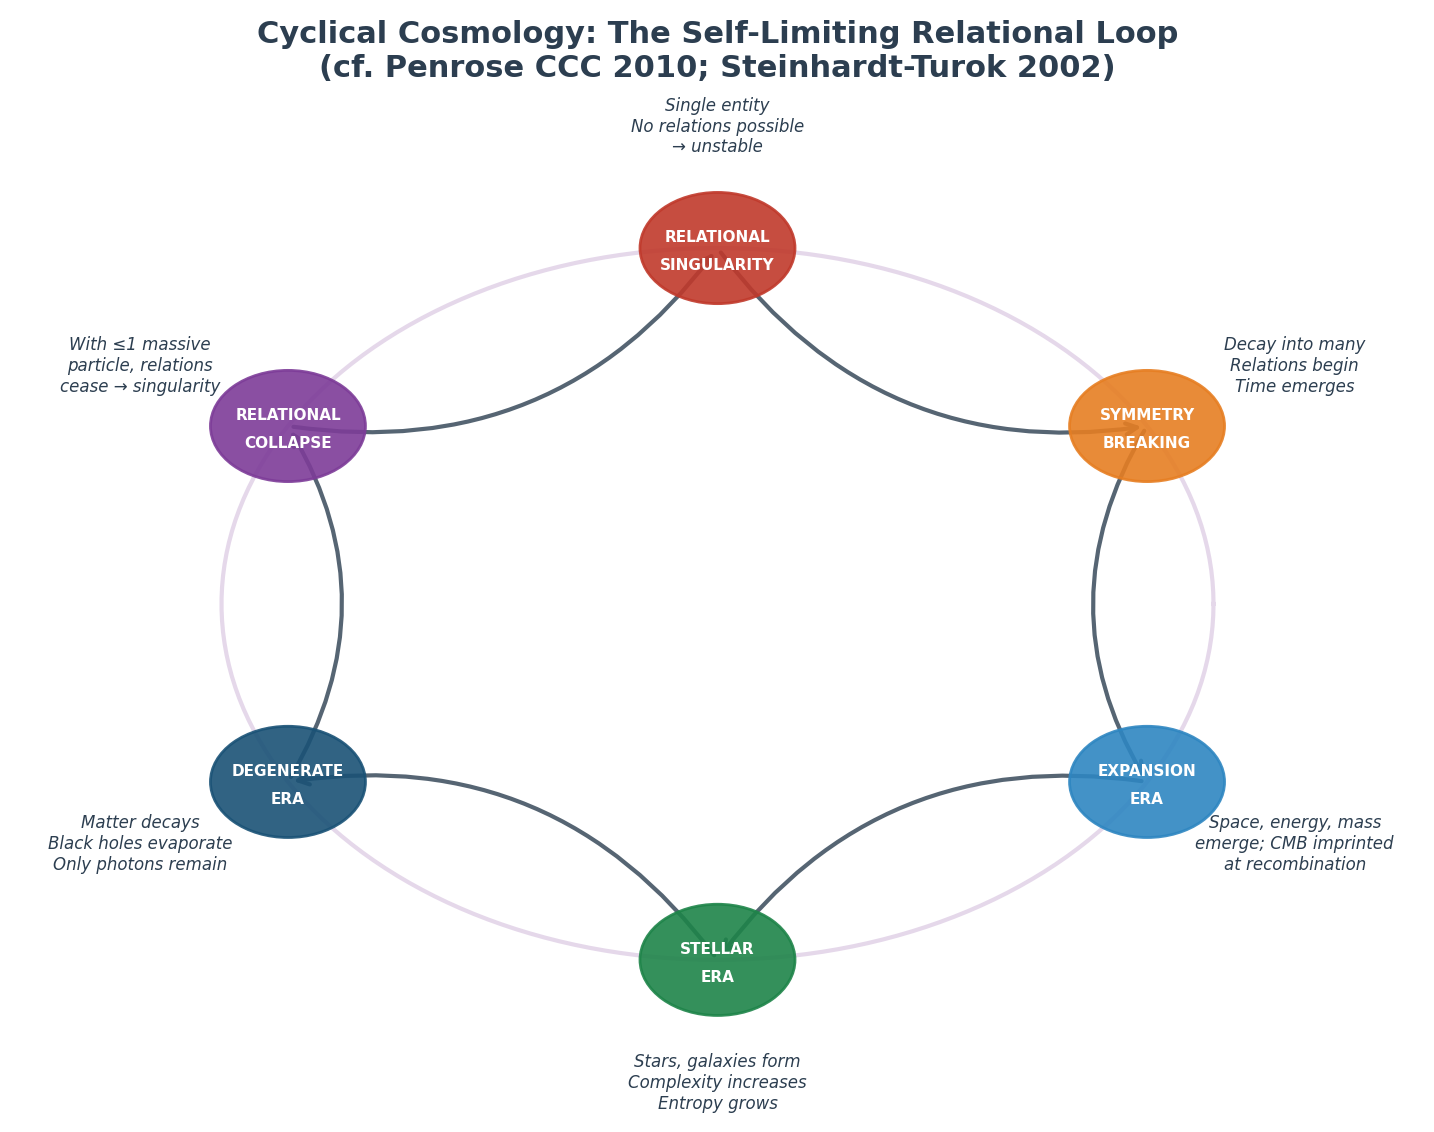 Cyclical Cosmology: The Self-Limiting Relational Loop
(cf. Penrose CCC 2010; Steinhardt-Turok 2002)
Single entity
No relations possible
→ unstable
RELATIONAL
SINGULARITY
Decay into many
Relations begin
Time emerges
SYMMETRY
BREAKING
Space, energy, mass
emerge; CMB imprinted
at recombination
EXPANSION
ERA
STELLAR
ERA
Stars, galaxies form
Complexity increases
Entropy grows
DEGENERATE
ERA
Matter decays
Black holes evaporate
Only photons remain
With ≤1 massive
particle, relations
cease → singularity
RELATIONAL
COLLAPSE